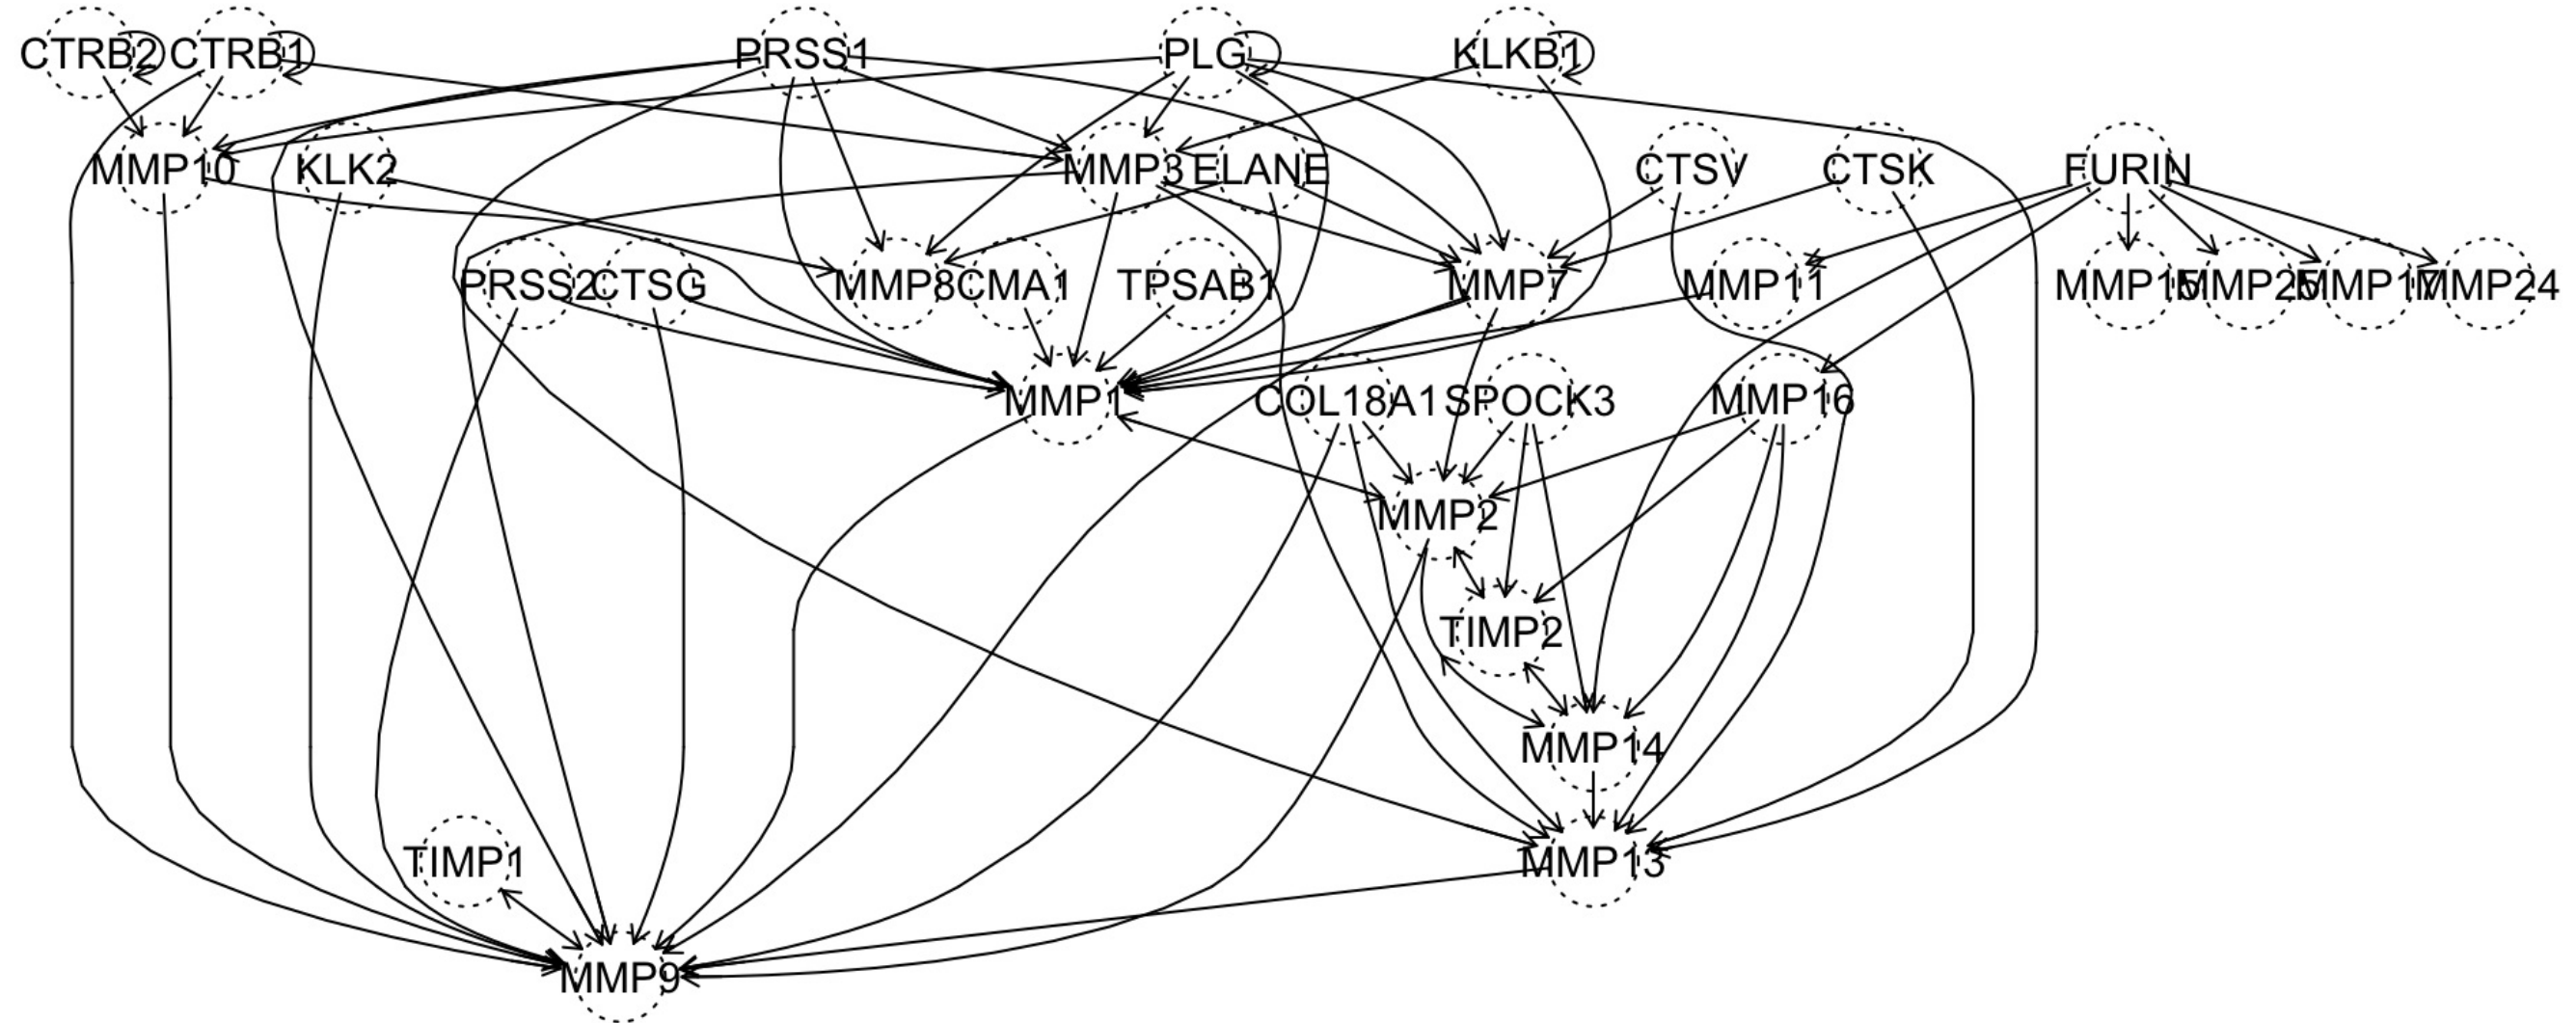 CTRB2 CTRB1 PRSS1 PLG KLKB1
MMP10 KLK2 MMP3 ELANE CTSV CTSK FURIN
PRSS2 CTSG MMP8 CMA1 TPSAB1 MMP7 MMP11 MMP15 MMP25 MMP17 MMP24
MMP1 COL18A1 SPOCK3 MMP16
MMP2
TIMP2
MMP14
TIMP1 MMP13
MMP9